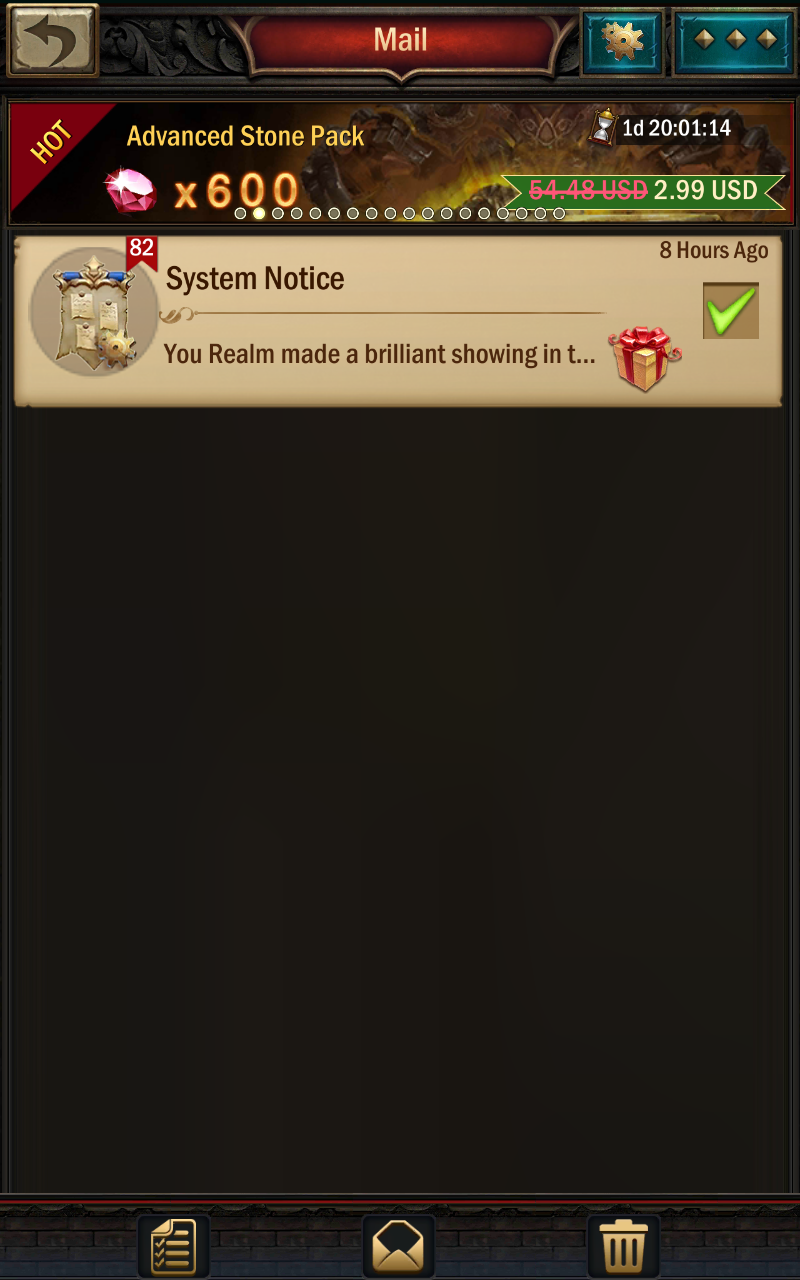 Mail
HOT
Advanced Stone Pack
1d 20:01:14
x600
54.48 USD 2.99 USD
82
8 Hours Ago
System Notice
You Realm made a brilliant showing in t...